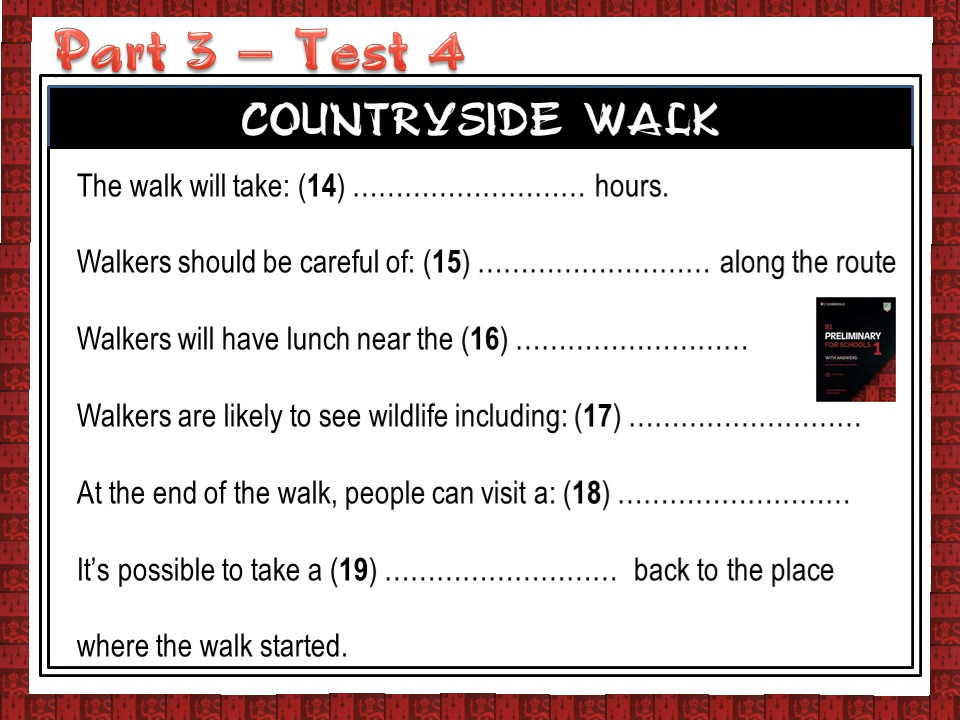 Part 3 – Test 4
COUNTRYSIDE WALK
The walk will take: (14) ……………………… hours.
Walkers should be careful of: (15) ……………………… along the route
Walkers will have lunch near the (16) ………………………
CAMBRIDGE
B1
PRELIMINARY
FOR SCHOOLS 1
WITH ANSWERS
Walkers are likely to see wildlife including: (17) ………………………
At the end of the walk, people can visit a: (18) ………………………
It’s possible to take a (19) ……………………… back to the place
where the walk started.